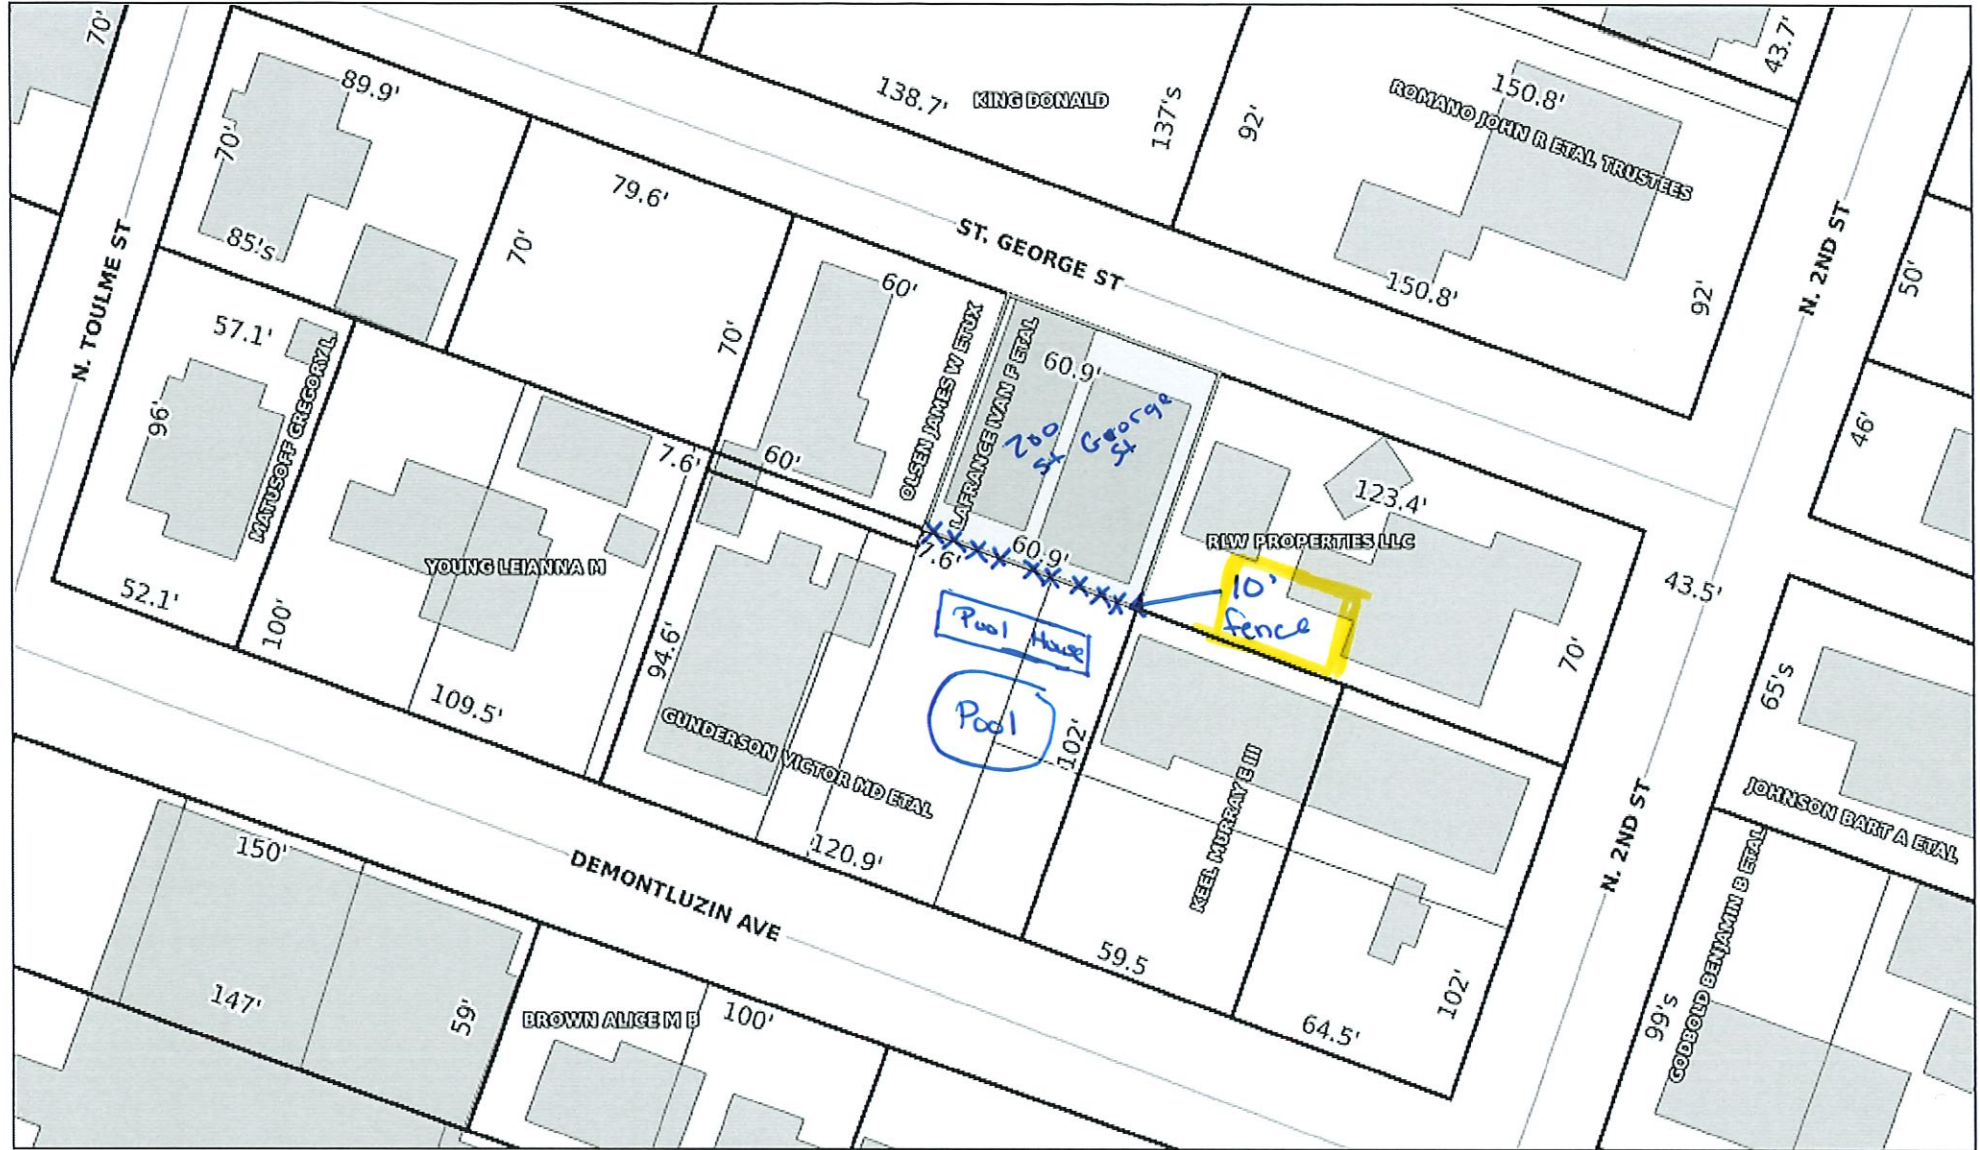 70'
89.9'
138.7'
KING DONALD
137's
92'
150.8'
ROMANO JOHN R ETAL TRUSTEES
43.7'
70'
79.6'
70'
85's
ST. GEORGE ST
150.8'
92'
N. 2ND ST
50'
N. TOULME ST
57.1'
96'
MATUSOFF GREGORY L
70'
60'
OLSEN JAMES W ETUX
LAFRANCE IVAN F ETAL
60.9'
200 George
St St
46'
7.6'
60'
123.4'
RLW PROPERTIES LLC
XXXX XX XXXX
7.6'
60.9'
10'
fence
43.5'
YOUNG LEIANNA M
52.1'
100'
94.6'
Pool House
70'
65's
109.5'
GUNDERSON VICTOR MD ETAL
Pool
102'
KEEL MURRAY E III
N. 2ND ST
JOHNSON BART A ETAL
150'
DEMONTLUZIN AVE
120.9'
59.5
102'
GODBOLD BENJAMIN B ETAL
99's
147'
59'
BROWN ALICE M B
100'
64.5'